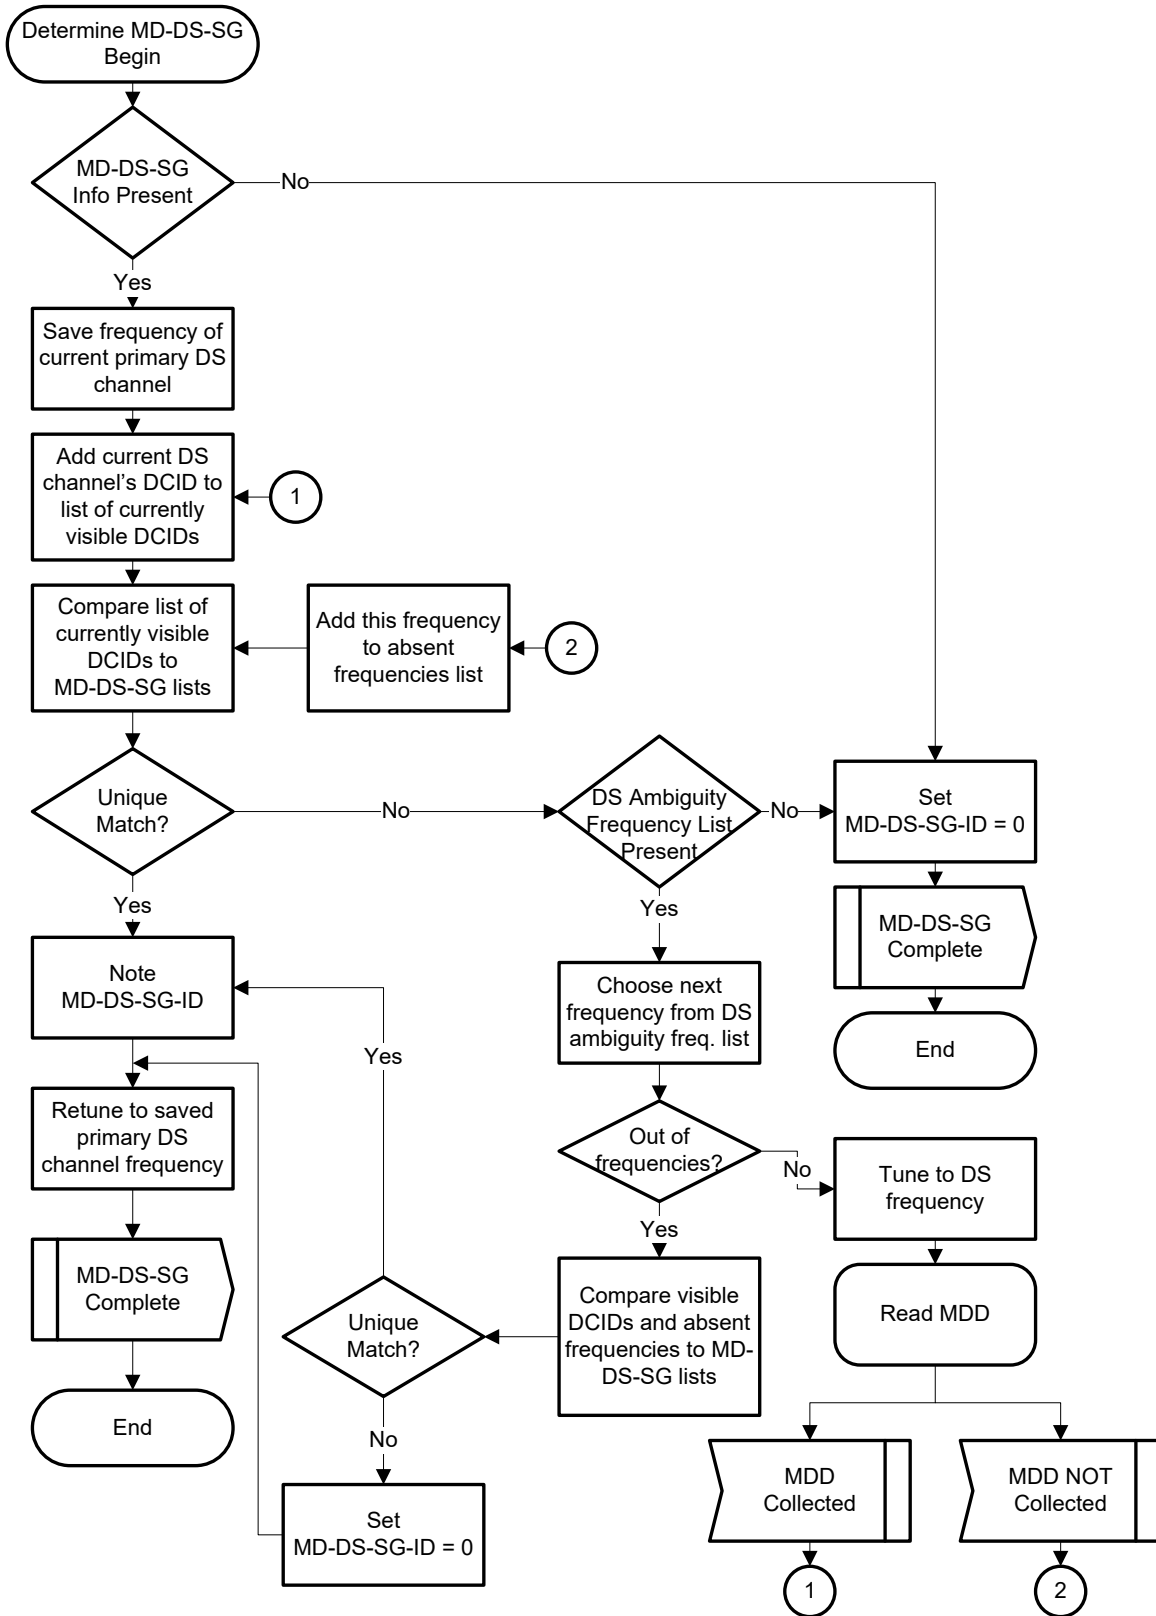 Determine MD-DS-SG
Begin
MD-DS-SG
Info Present
No
Yes
Save frequency of
current primary DS
channel
Add current DS
channel's DCID to
list of currently
visible DCIDs
1
Compare list of
currently visible
DCIDs to
MD-DS-SG lists
Add this frequency
to absent
frequencies list
2
Unique
Match?
No
DS Ambiguity
Frequency List
Present
No
Set
MD-DS-SG-ID = 0
Yes
Yes
MD-DS-SG
Complete
Note
MD-DS-SG-ID
Choose next
frequency from DS
ambiguity freq. list
End
Yes
Retune to saved
primary DS
channel frequency
Out of
frequencies?
No
Tune to DS
frequency
Yes
MD-DS-SG
Complete
Unique
Match?
Compare visible
DCIDs and absent
frequencies to MD-
DS-SG lists
Read MDD
End
No
Set
MD-DS-SG-ID = 0
MDD
Collected
MDD NOT
Collected
1
2